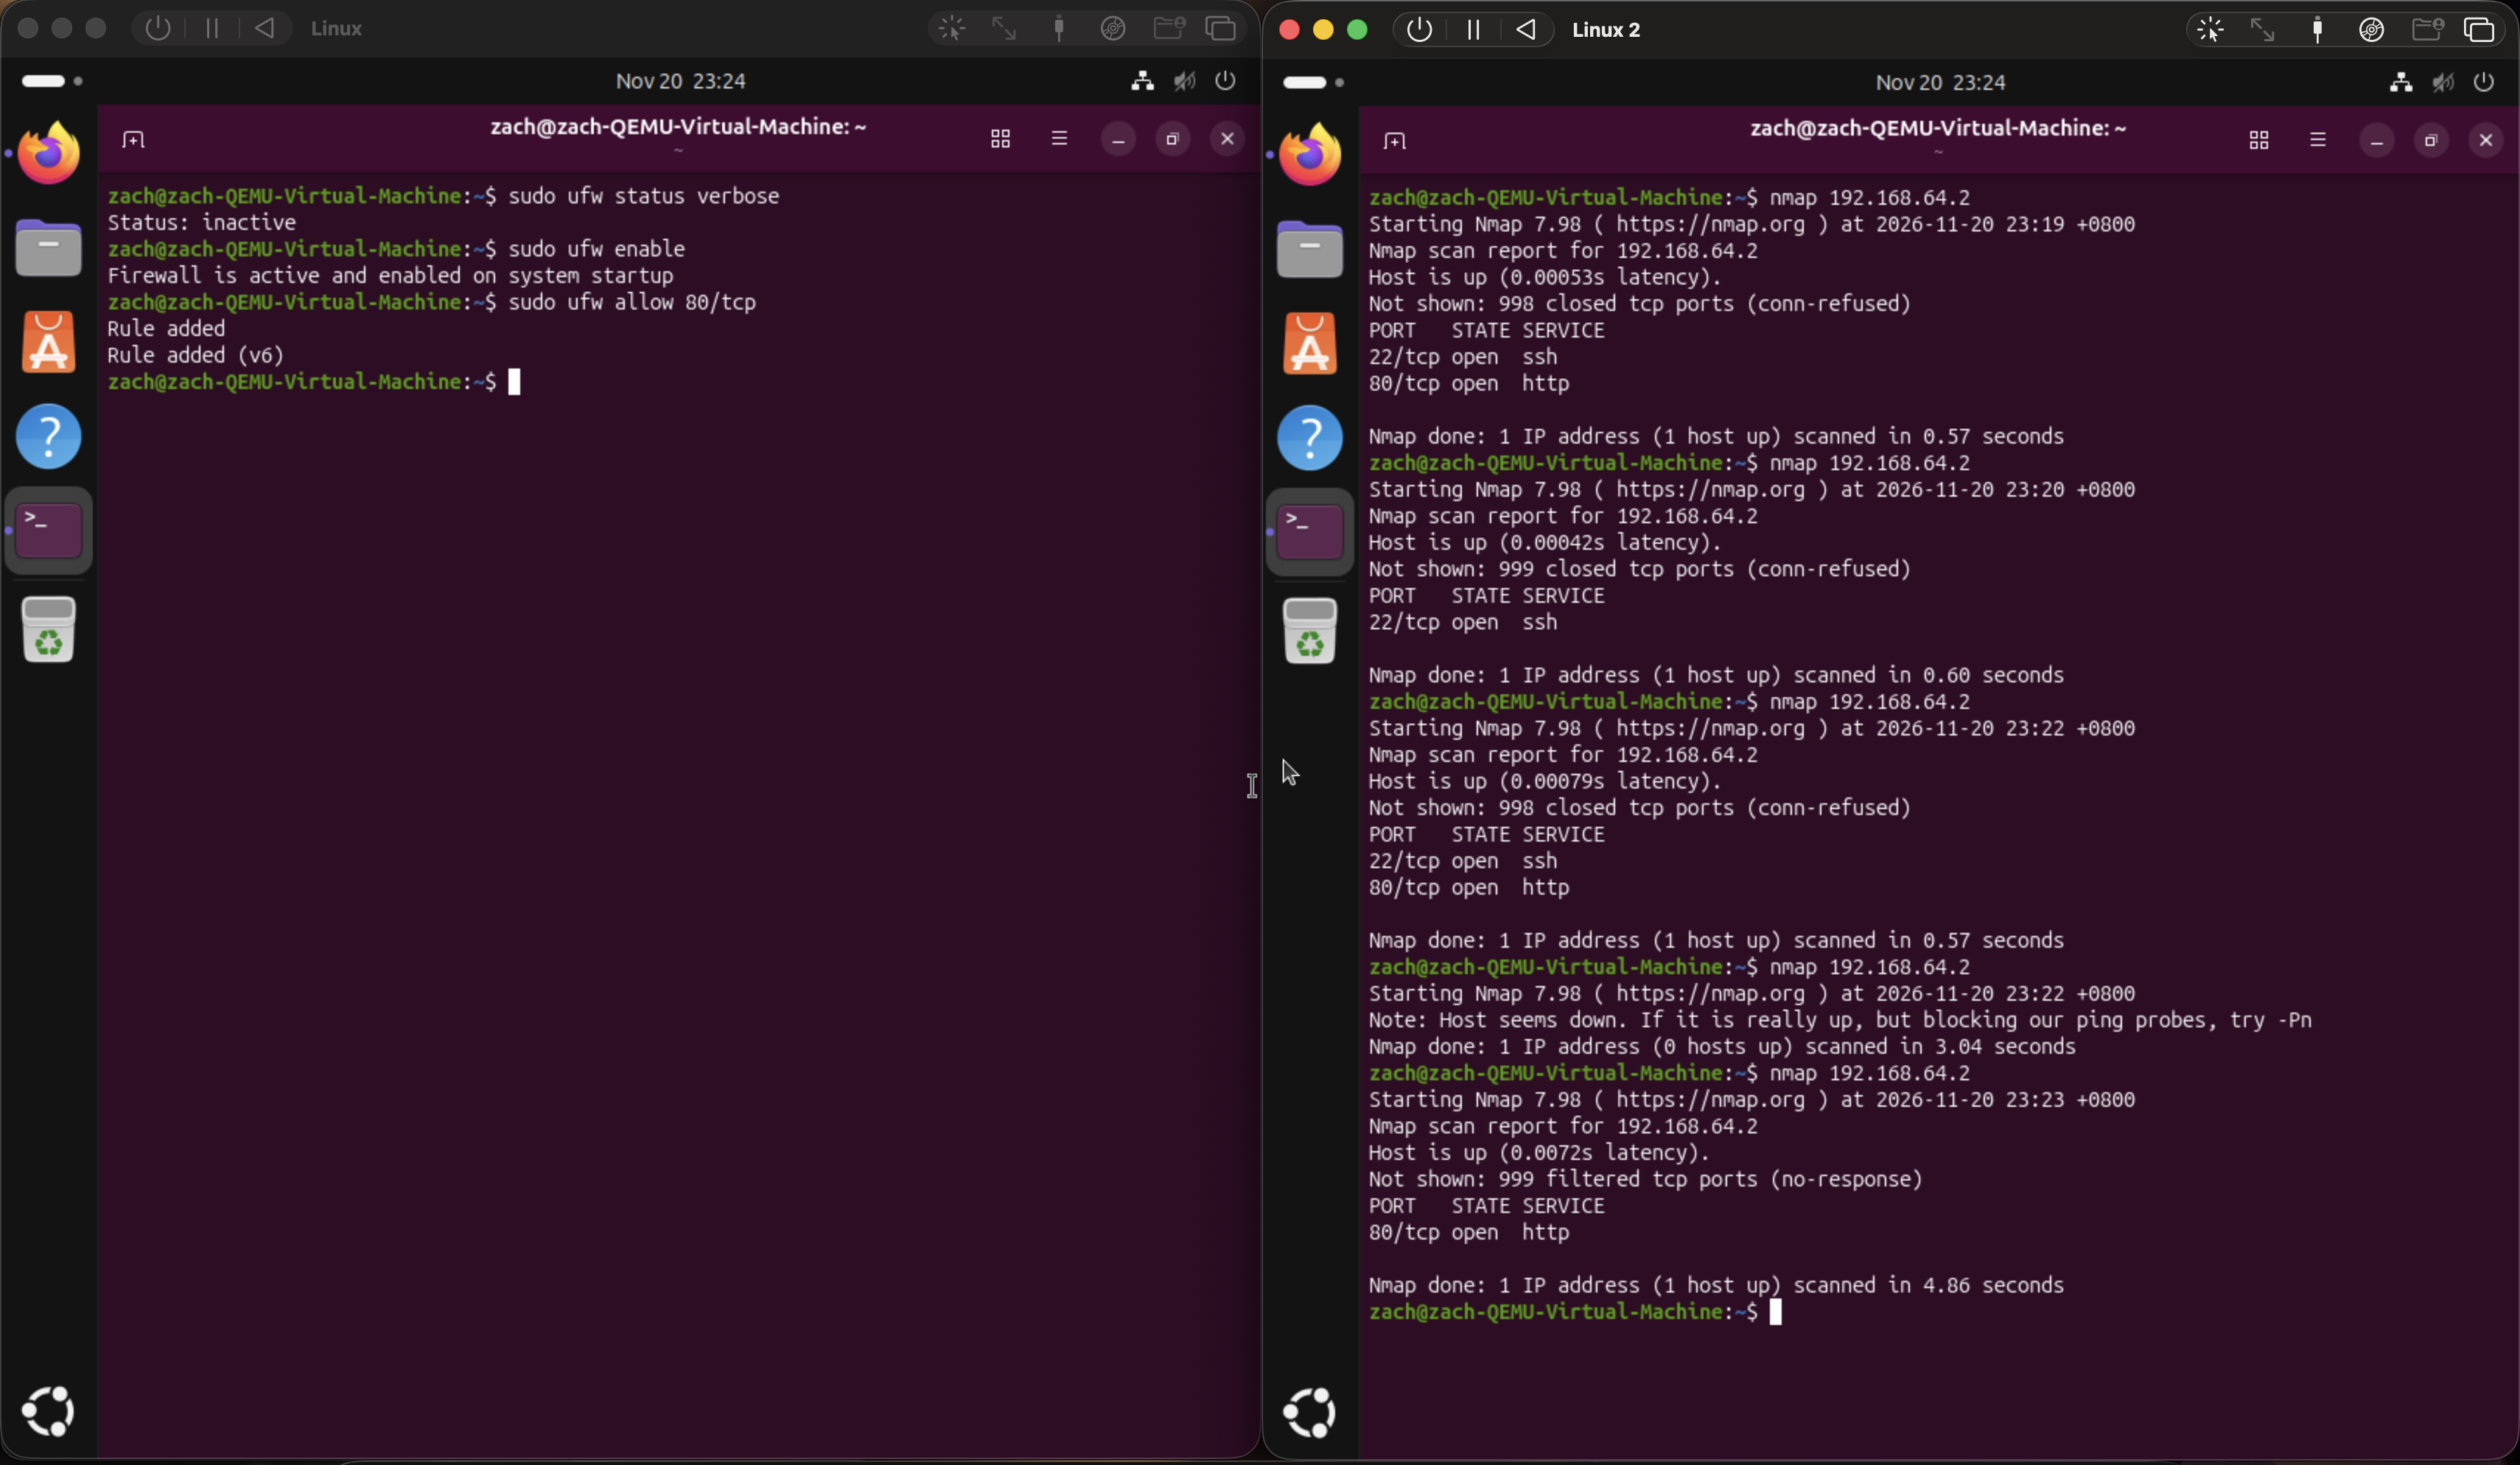 Linux
Nov 20 23:24
zach@zach-QEMU-Virtual-Machine: ~
~
zach@zach-QEMU-Virtual-Machine:~$ sudo ufw status verbose
Status: inactive
zach@zach-QEMU-Virtual-Machine:~$ sudo ufw enable
Firewall is active and enabled on system startup
zach@zach-QEMU-Virtual-Machine:~$ sudo ufw allow 80/tcp
Rule added
Rule added (v6)
zach@zach-QEMU-Virtual-Machine:~$
Linux 2
Nov 20 23:24
zach@zach-QEMU-Virtual-Machine: ~
~
zach@zach-QEMU-Virtual-Machine:~$ nmap 192.168.64.2
Starting Nmap 7.98 ( https://nmap.org ) at 2026-11-20 23:19 +0800
Nmap scan report for 192.168.64.2
Host is up (0.00053s latency).
Not shown: 998 closed tcp ports (conn-refused)
PORT   STATE SERVICE
22/tcp open  ssh
80/tcp open  http

Nmap done: 1 IP address (1 host up) scanned in 0.57 seconds
zach@zach-QEMU-Virtual-Machine:~$ nmap 192.168.64.2
Starting Nmap 7.98 ( https://nmap.org ) at 2026-11-20 23:20 +0800
Nmap scan report for 192.168.64.2
Host is up (0.00042s latency).
Not shown: 999 closed tcp ports (conn-refused)
PORT   STATE SERVICE
22/tcp open  ssh

Nmap done: 1 IP address (1 host up) scanned in 0.60 seconds
zach@zach-QEMU-Virtual-Machine:~$ nmap 192.168.64.2
Starting Nmap 7.98 ( https://nmap.org ) at 2026-11-20 23:22 +0800
Nmap scan report for 192.168.64.2
Host is up (0.00079s latency).
Not shown: 998 closed tcp ports (conn-refused)
PORT   STATE SERVICE
22/tcp open  ssh
80/tcp open  http

Nmap done: 1 IP address (1 host up) scanned in 0.57 seconds
zach@zach-QEMU-Virtual-Machine:~$ nmap 192.168.64.2
Starting Nmap 7.98 ( https://nmap.org ) at 2026-11-20 23:22 +0800
Note: Host seems down. If it is really up, but blocking our ping probes, try -Pn
Nmap done: 1 IP address (0 hosts up) scanned in 3.04 seconds
zach@zach-QEMU-Virtual-Machine:~$ nmap 192.168.64.2
Starting Nmap 7.98 ( https://nmap.org ) at 2026-11-20 23:23 +0800
Nmap scan report for 192.168.64.2
Host is up (0.0072s latency).
Not shown: 999 filtered tcp ports (no-response)
PORT   STATE SERVICE
80/tcp open  http

Nmap done: 1 IP address (1 host up) scanned in 4.86 seconds
zach@zach-QEMU-Virtual-Machine:~$